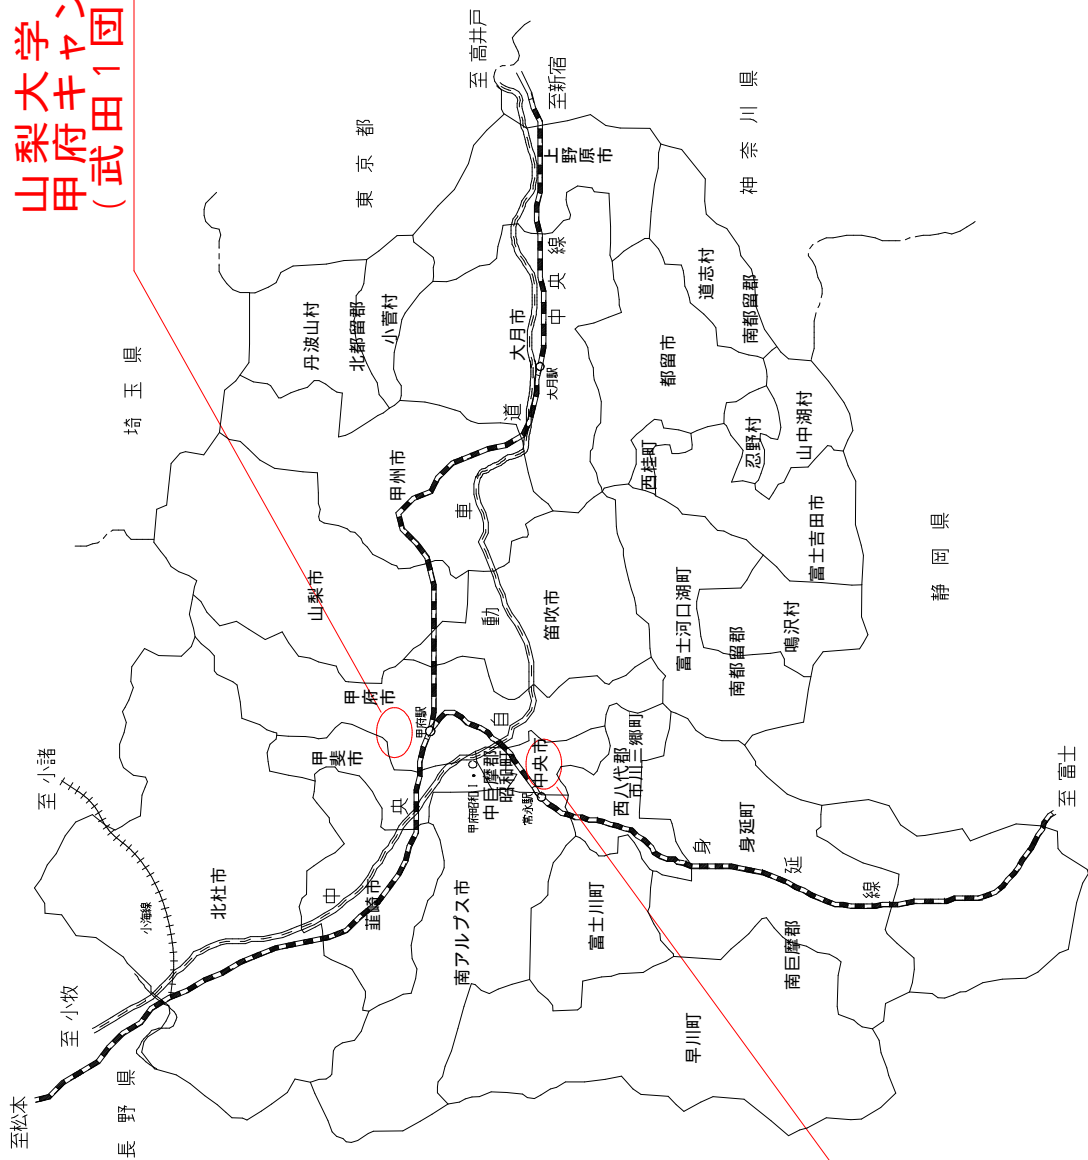 山梨大学
甲府キャン
(武田1団
至 高井戸
至新宿
神奈川県
東京都
上野原市
中央線
道志村
南都留郡
丹波山村
北都留郡
小菅村
大月市
大月駅
都留市
埼玉県
忍野村
山中湖村
西桂町
甲州市
富士吉田市
静岡県
山梨市
笛吹市
富士河口湖町
南都留郡
鳴沢村
中央自動車道
甲府市
甲府駅
甲斐市
甲府昭和I・C
中巨摩郡
昭和町
中央市
常永駅
西八代郡
市川三郷町
身延町
身延線
至 富士
至 小諸
小海線
北杜市
韮崎市
南アルプス市
富士川町
南巨摩郡
早川町
至 小牧
至松本
長野県